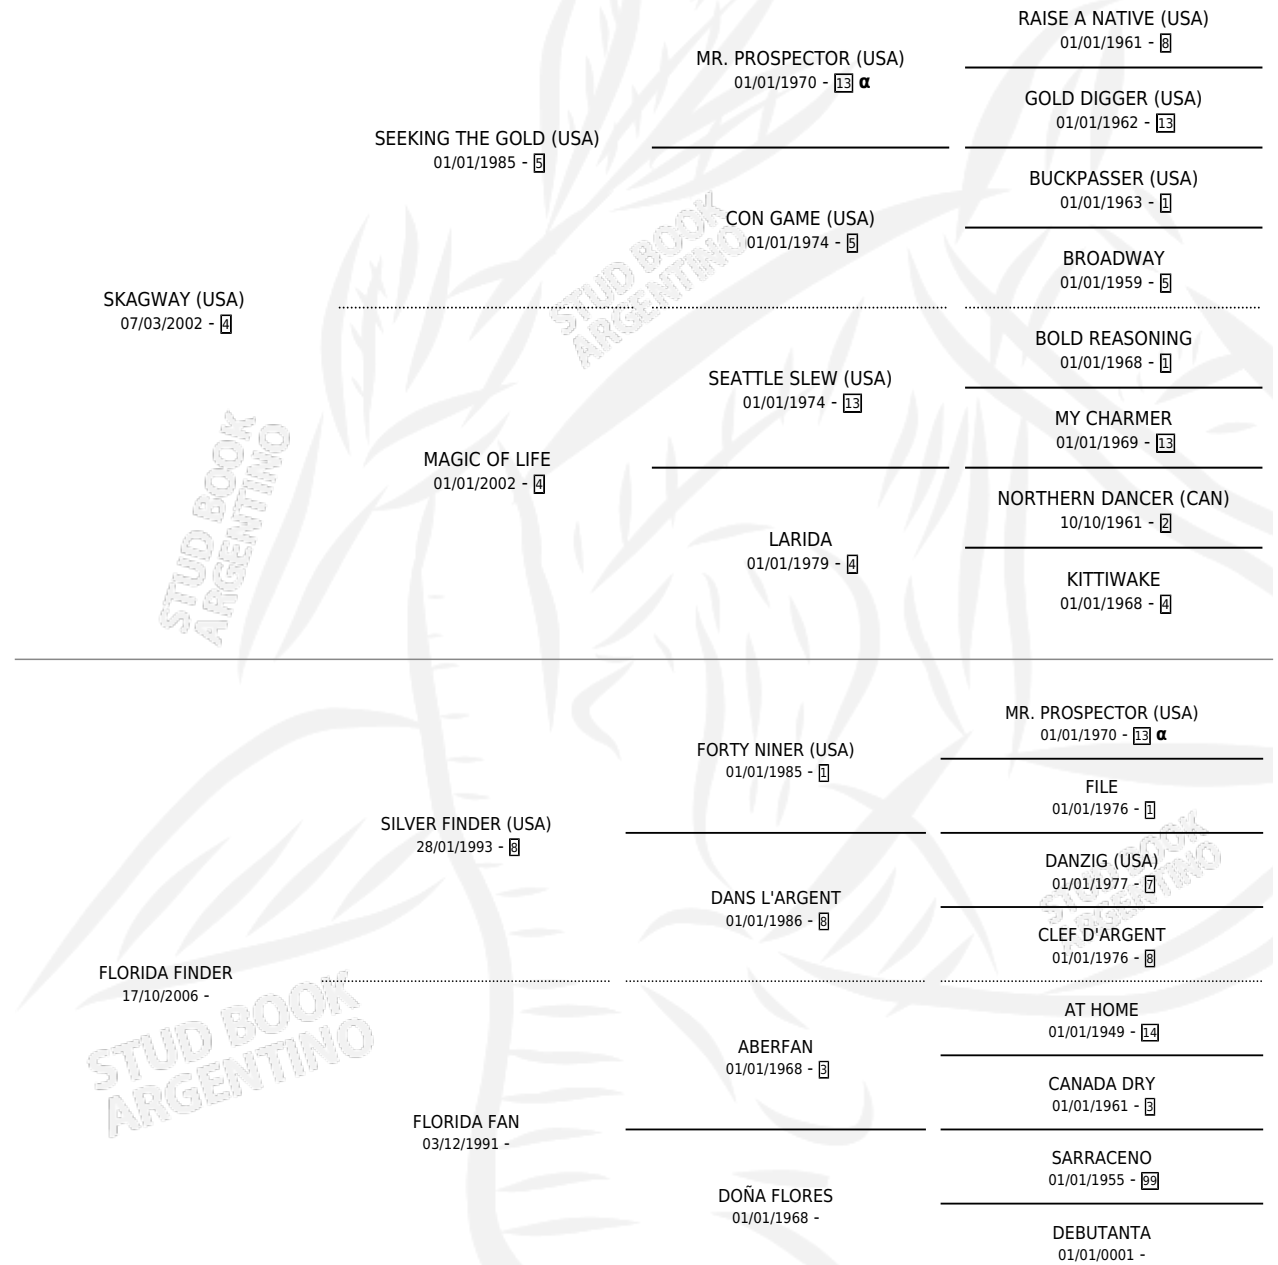 RAISE A NATIVE (USA)
01/01/1961 - 8
MR. PROSPECTOR (USA)
01/01/1970 - 13 α
GOLD DIGGER (USA)
01/01/1962 - 13
SEEKING THE GOLD (USA)
01/01/1985 - 5
BUCKPASSER (USA)
01/01/1963 - 1
CON GAME (USA)
01/01/1974 - 5
BROADWAY
01/01/1959 - 5
SKAGWAY (USA)
07/03/2002 - 4
BOLD REASONING
01/01/1968 - 1
SEATTLE SLEW (USA)
01/01/1974 - 13
MY CHARMER
01/01/1969 - 13
MAGIC OF LIFE
01/01/2002 - 4
NORTHERN DANCER (CAN)
10/10/1961 - 2
LARIDA
01/01/1979 - 4
KITTIWAKE
01/01/1968 - 4
MR. PROSPECTOR (USA)
01/01/1970 - 13 α
FORTY NINER (USA)
01/01/1985 - 1
FILE
01/01/1976 - 1
SILVER FINDER (USA)
28/01/1993 - 8
DANZIG (USA)
01/01/1977 - 7
DANS L'ARGENT
01/01/1986 - 8
CLEF D'ARGENT
01/01/1976 - 8
FLORIDA FINDER
17/10/2006 -
AT HOME
01/01/1949 - 14
ABERFAN
01/01/1968 - 3
CANADA DRY
01/01/1961 - 3
FLORIDA FAN
03/12/1991 -
SARRACENO
01/01/1955 - 99
DOÑA FLORES
01/01/1968 -
DEBUTANTA
01/01/0001 -
STUD BOOK
ARGENTINO
STUD BOOK
ARGENTINO
STUD BOOK
ARGENTINO
STUD BOOK
ARGENTINO